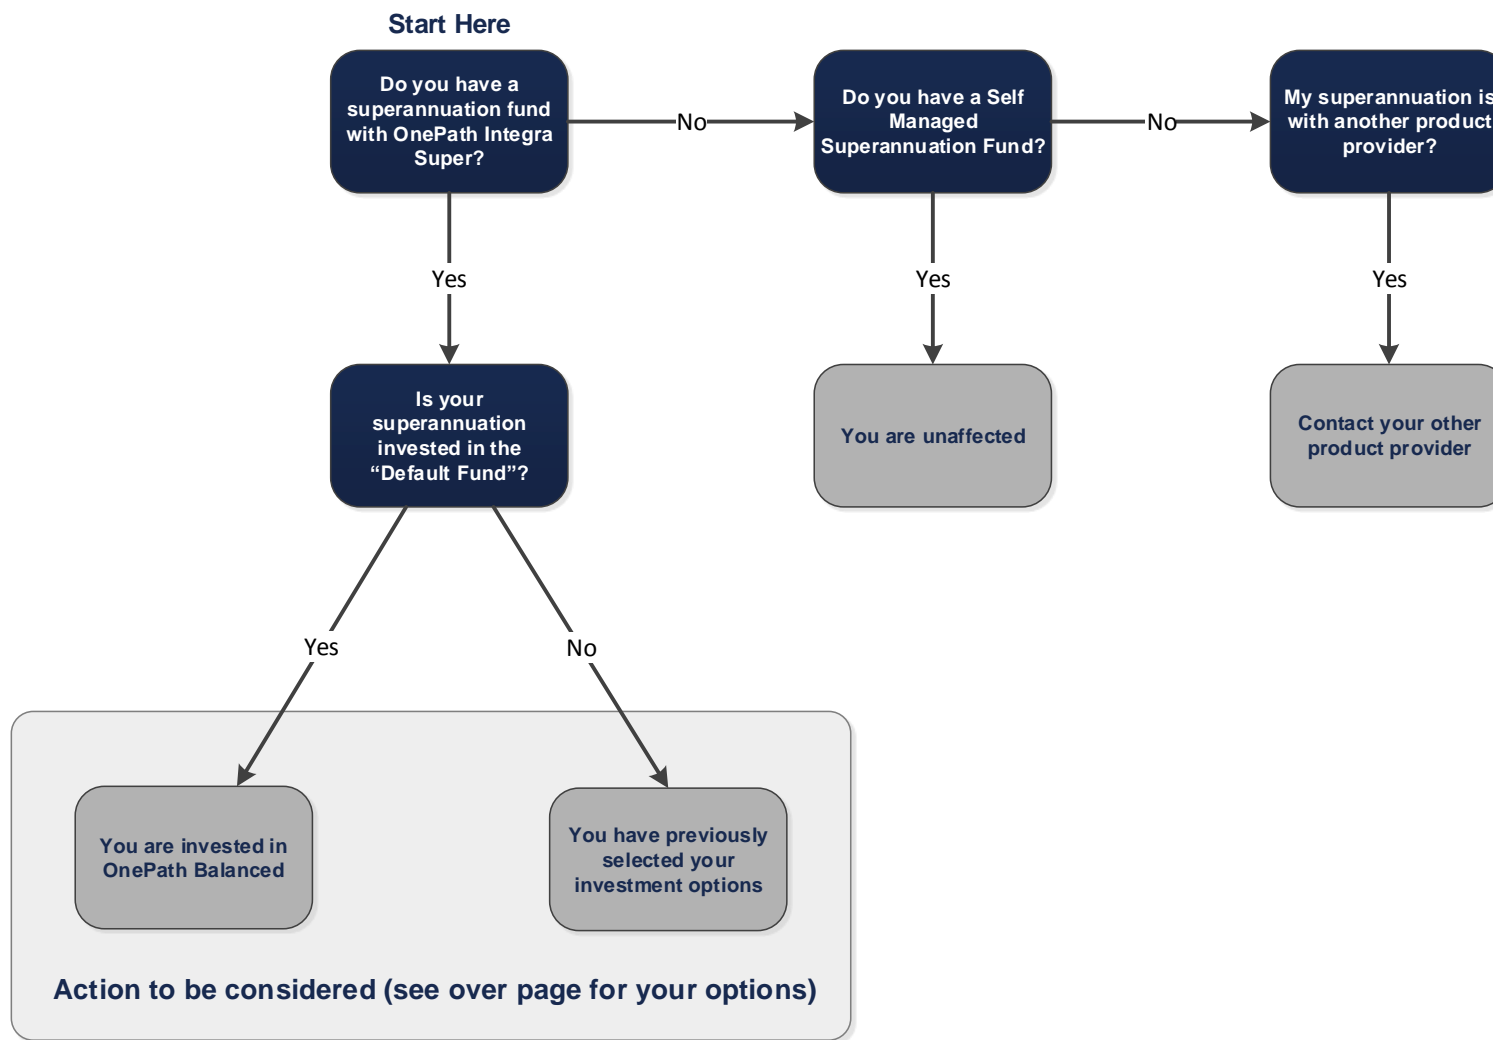 Start Here
Do you have a
superannuation fund
with OnePath Integra
Super?
No
Do you have a Self
Managed
Superannuation Fund?
No
My superannuation is
with another product
provider?
Yes
Yes
Yes
Is your
superannuation
invested in the
“Default Fund”?
You are unaffected
Contact your other
product provider
Yes
No
You are invested in
OnePath Balanced
You have previously
selected your
investment options
Action to be considered (see over page for your options)